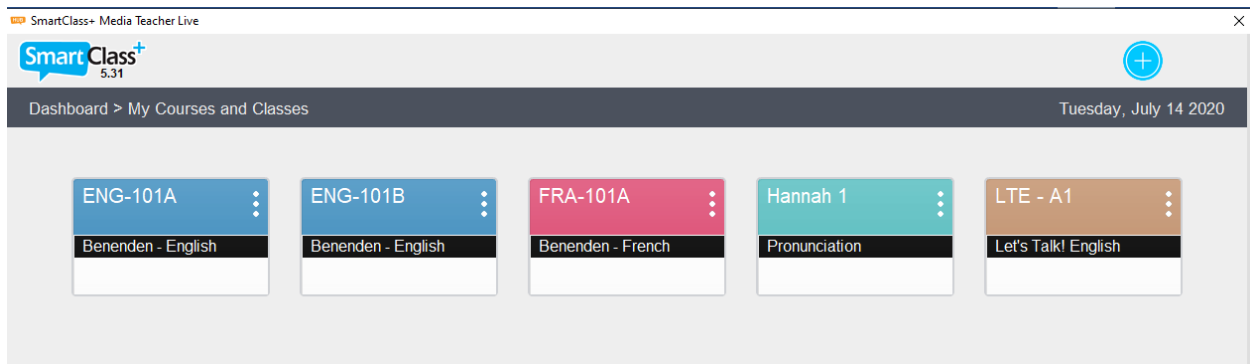 HUB SmartClass+ Media Teacher Live
Smart Class+
5.31
Dashboard > My Courses and Classes
Tuesday, July 14 2020
ENG-101A
ENG-101B
FRA-101A
Hannah 1
LTE - A1
Benenden - English
Benenden - English
Benenden - French
Pronunciation
Let's Talk! English